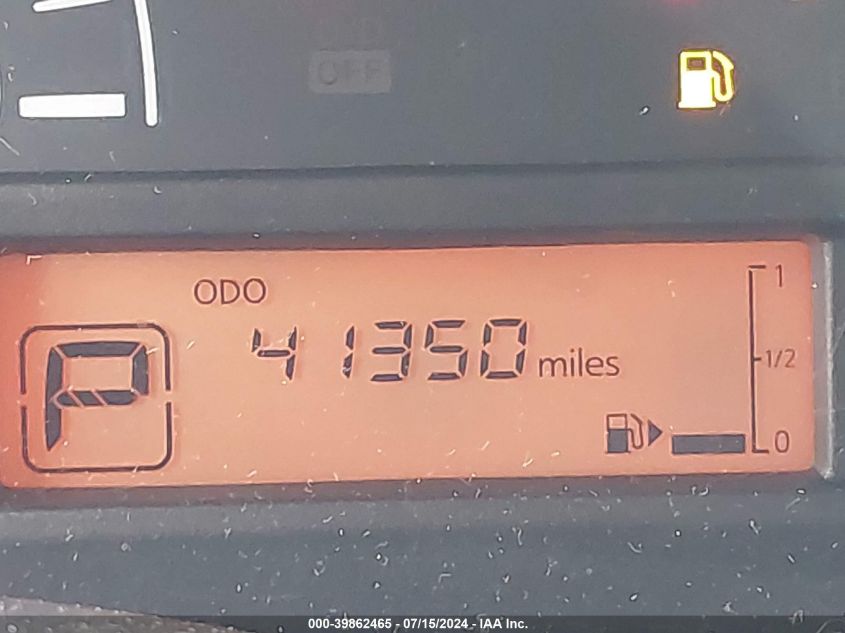 OFF
ODO
41350 miles
P
1
1/2
0
000-39862465 - 07/15/2024 - IAA Inc.